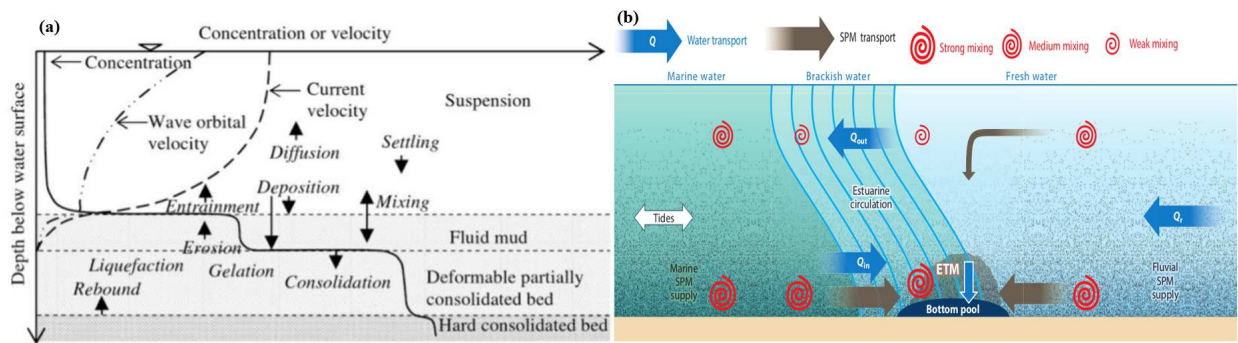 (a)
Concentration or velocity
Concentration
Current
velocity
Suspension
Wave orbital
velocity
Diffusion
Settling
Deposition
Entrainment
Mixing
Erosion
Fluid mud
Liquefaction
Gelation
Consolidation
Rebound
Deformable partially
consolidated bed
Hard consolidated bed
Depth below water surface
(b)
Q
Water transport
SPM transport
Strong mixing
Medium mixing
Weak mixing
Marine water
Brackish water
Fresh water
Qout
Estuarine
circulation
Tides
Qr
Qin
ETM
Marine
SPM
supply
Fluvial
SPM
supply
Bottom pool